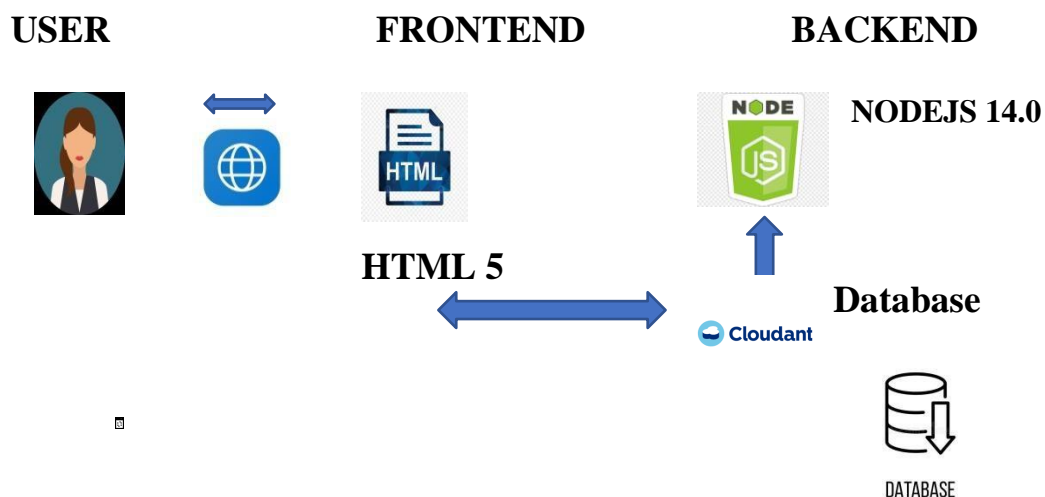 USER FRONTEND BACKEND
NODE
JS
NODEJS 14.0
HTML
HTML 5
Database
Cloudant
DATABASE